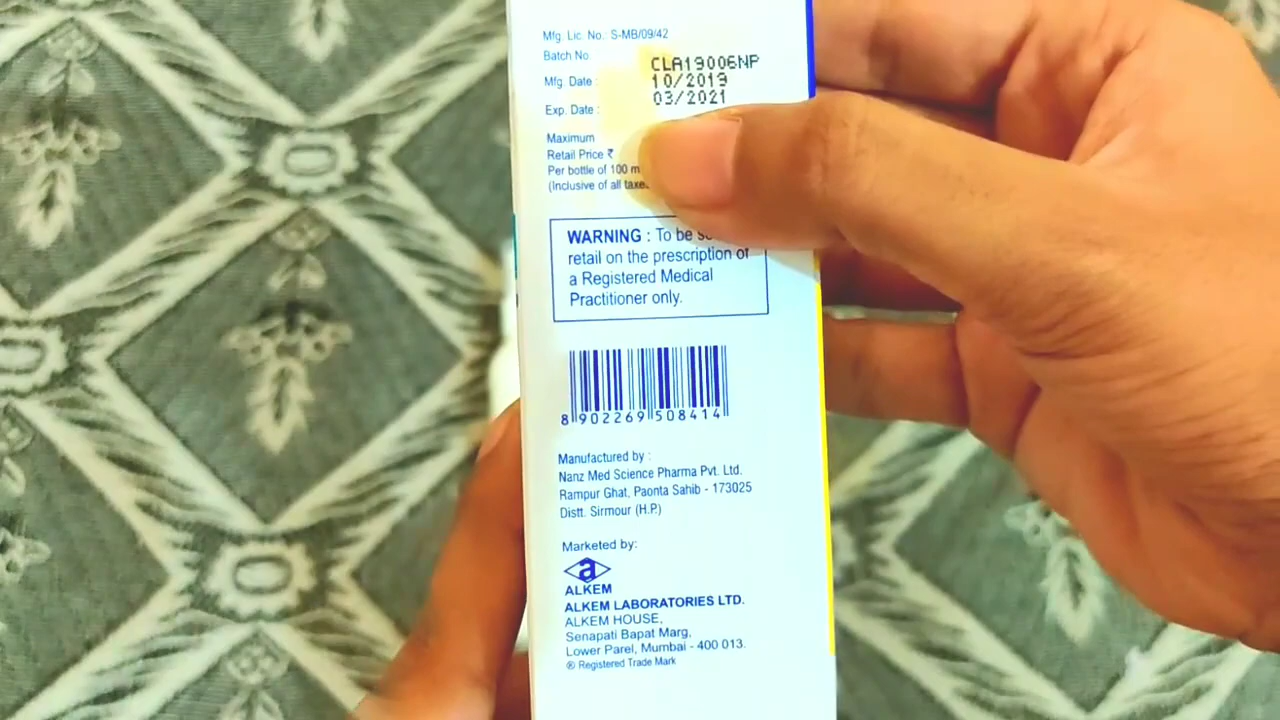 Mfg. Lic. No. S-MB/09/42
Batch No. CLA19006NP
Mfg. Date : 10/2019
Exp. Date : 03/2021
Maximum
Retail Price ₹
Per bottle of 100
(Inclusive of all
WARNING : To be
retail on the prescription of
a Registered Medical
Practitioner only.
8 902269 508414
Manufactured by :
Nanz Med Science Pharma Pvt. Ltd.
Rampur Ghat, Paonta Sahib - 173025
Distt. Sirmour (H.P.)
Marketed by:
a
ALKEM
ALKEM LABORATORIES LTD.
ALKEM HOUSE,
Senapati Bapat Marg,
Lower Parel, Mumbai - 400 013.
® Registered Trade Mark